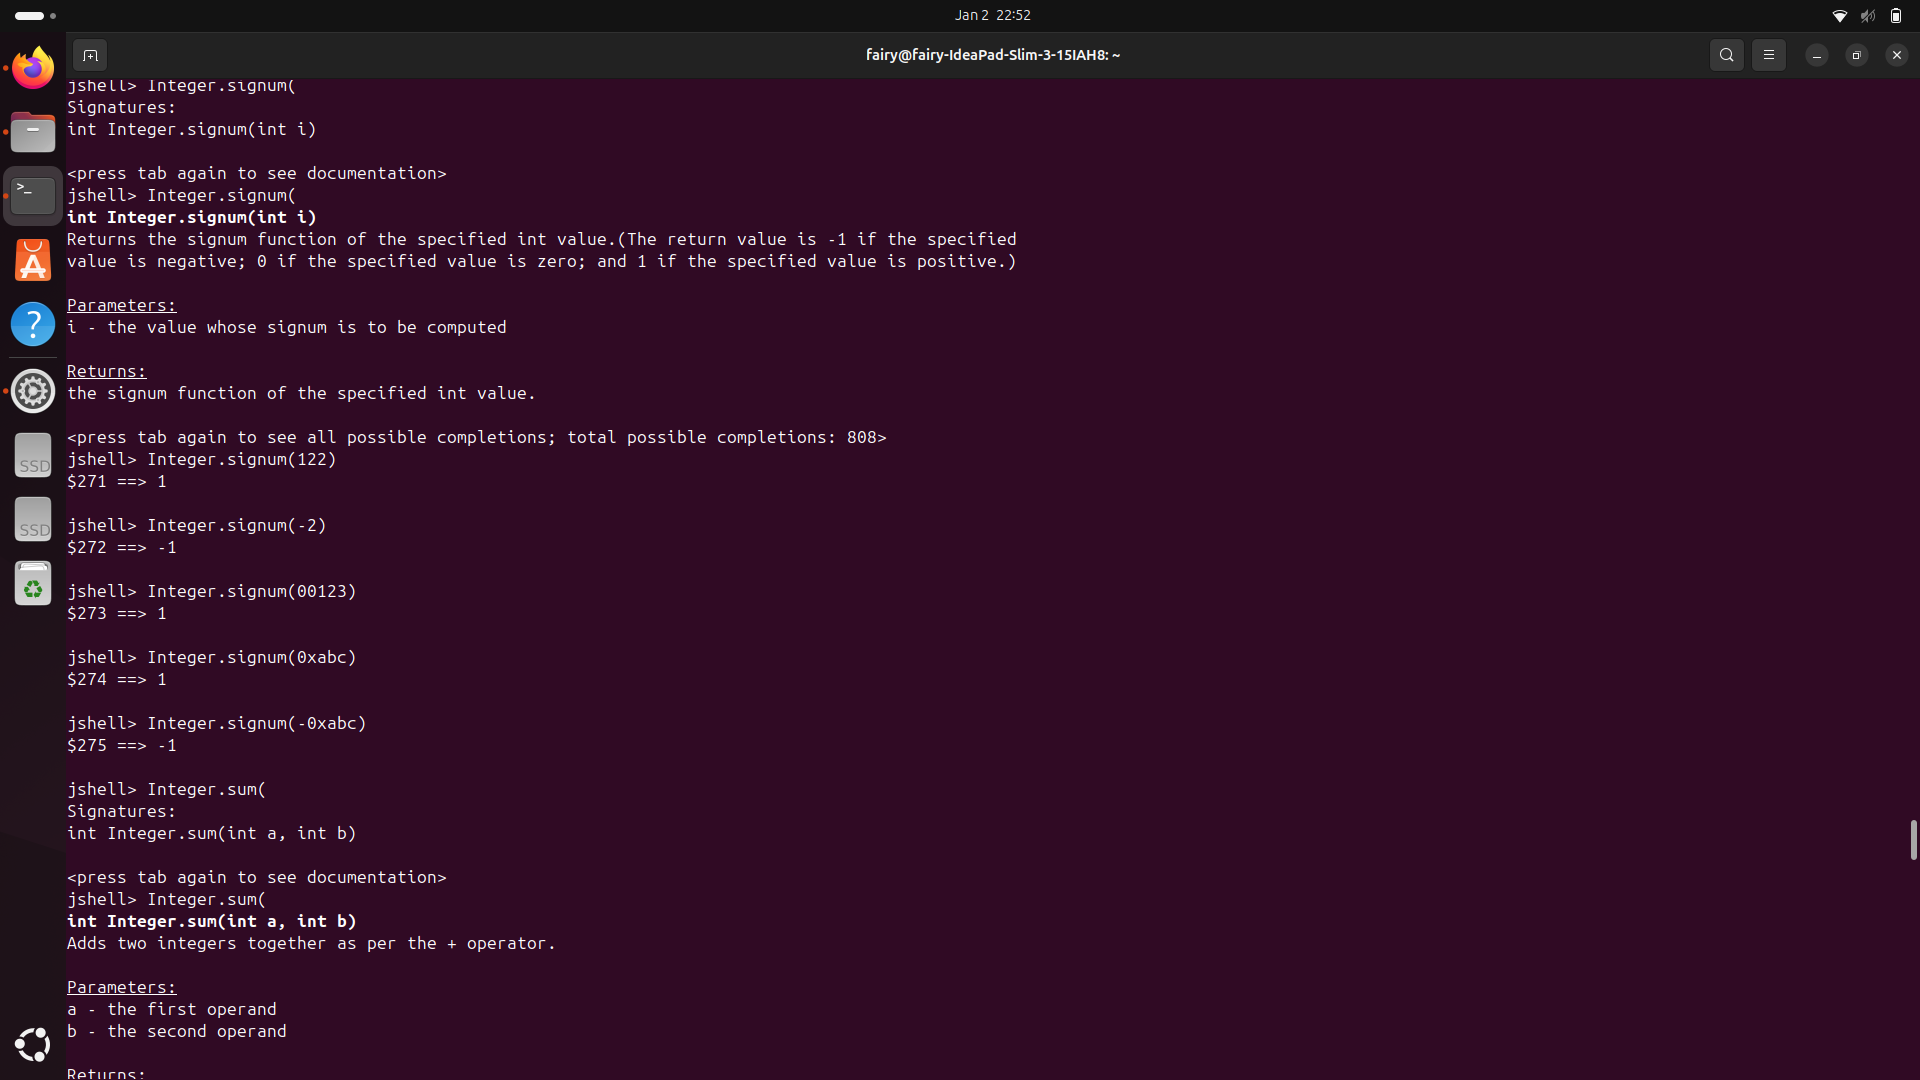 Jan 2 22:52
fairy@fairy-IdeaPad-Slim-3-15IAH8: ~
jshell> Integer.signum(
Signatures:
int Integer.signum(int i)
<press tab again to see documentation>
jshell> Integer.signum(
int Integer.signum(int i)
Returns the signum function of the specified int value.(The return value is -1 if the specified
value is negative; 0 if the specified value is zero; and 1 if the specified value is positive.)
Parameters:
i - the value whose signum is to be computed
Returns:
the signum function of the specified int value.
<press tab again to see all possible completions; total possible completions: 808>
jshell> Integer.signum(122)
$271 ==> 1
jshell> Integer.signum(-2)
$272 ==> -1
jshell> Integer.signum(00123)
$273 ==> 1
jshell> Integer.signum(0xabc)
$274 ==> 1
jshell> Integer.signum(-0xabc)
$275 ==> -1
jshell> Integer.sum(
Signatures:
int Integer.sum(int a, int b)
<press tab again to see documentation>
jshell> Integer.sum(
int Integer.sum(int a, int b)
Adds two integers together as per the + operator.
Parameters:
a - the first operand
b - the second operand
Returns:
>_
?
SSD
SSD